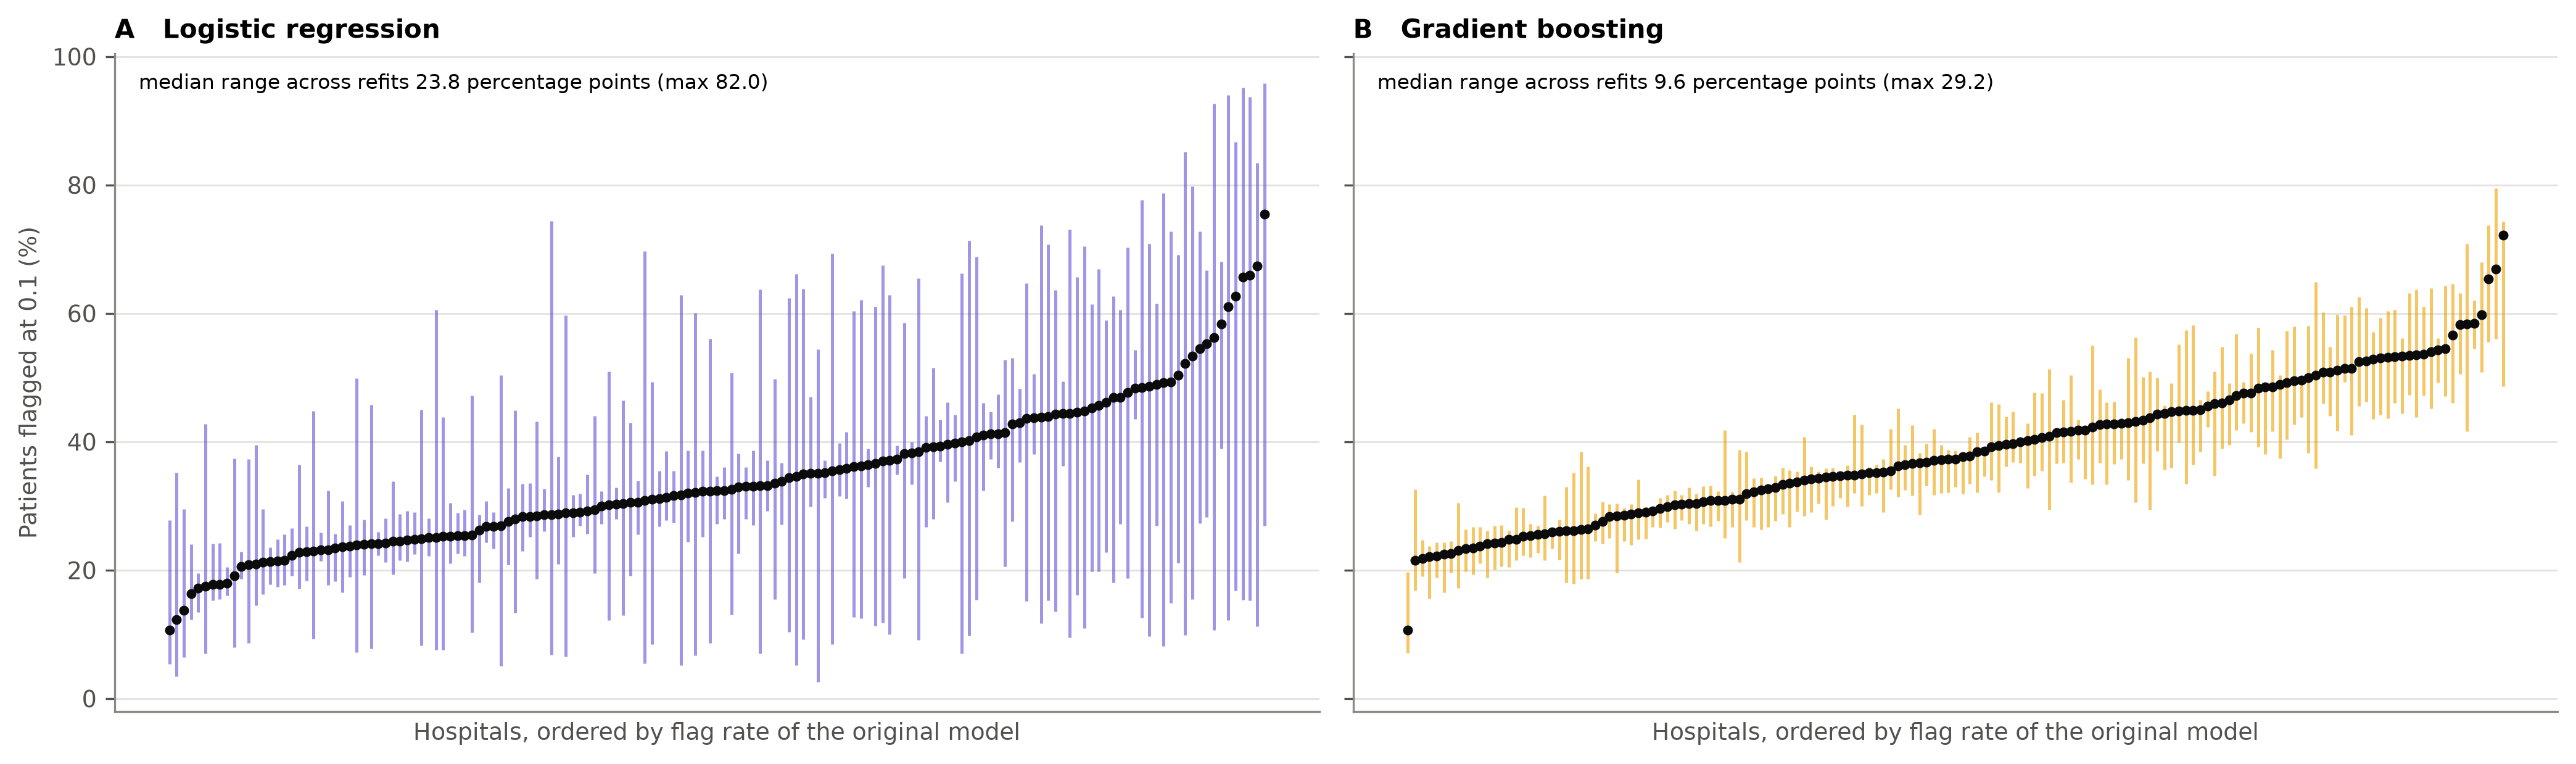 A Logistic regression
median range across refits 23.8 percentage points (max 82.0)
100
80
60
40
20
0
Patients flagged at 0.1 (%)
Hospitals, ordered by flag rate of the original model
B Gradient boosting
median range across refits 9.6 percentage points (max 29.2)
Hospitals, ordered by flag rate of the original model